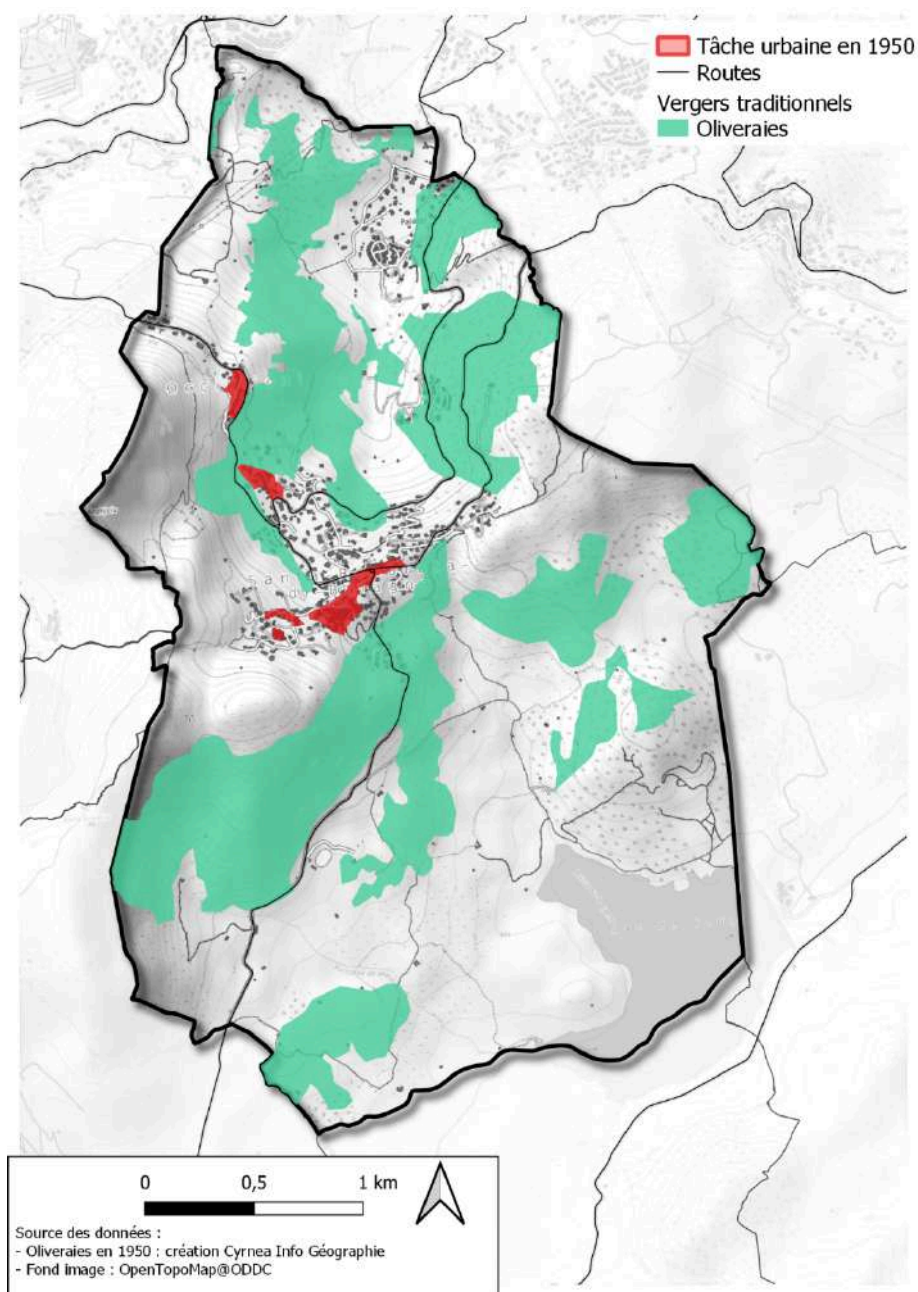 Tâche urbaine en 1950
Routes
Vergers traditionnels
Oliveraies
0 0,5 1 km
Source des données :
- Oliveraies en 1950 : création Cyrnea Info Géographie
- Fond image : OpenTopoMap@ODDC